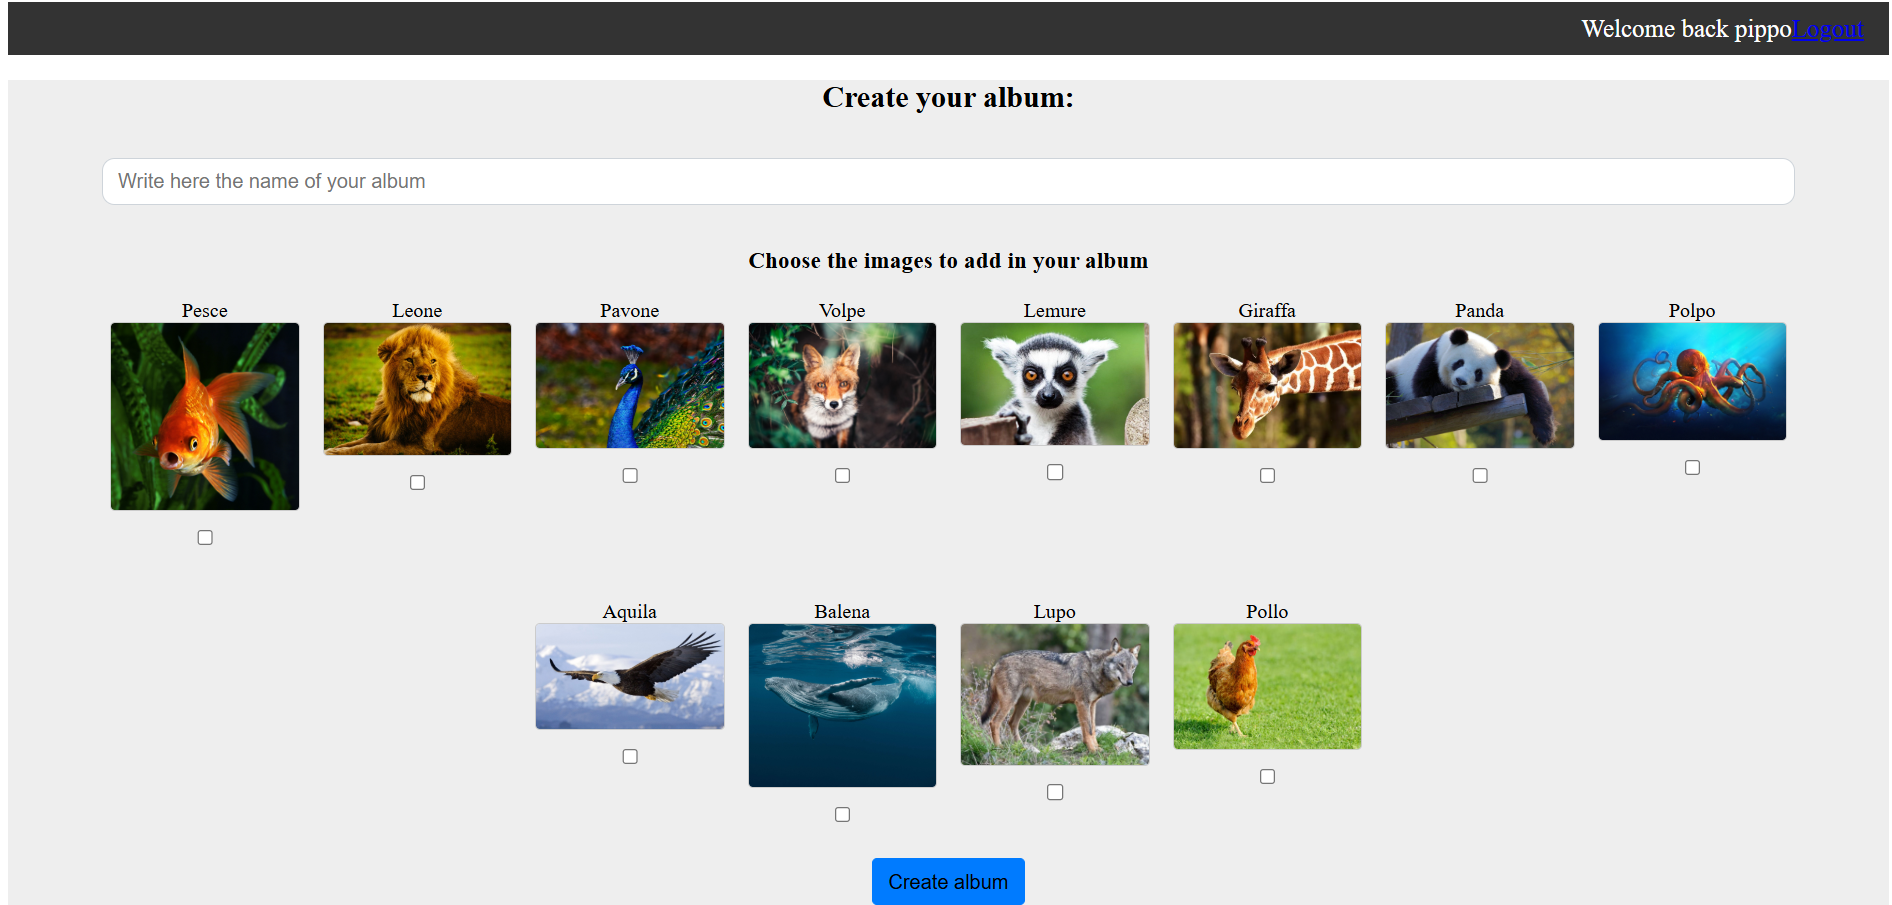 Welcome back pippoLogout
Create your album:
Write here the name of your album
Choose the images to add in your album
Pesce Leone Pavone Volpe Lemure Giraffa Panda Polpo
Aquila Balena Lupo Pollo
Create album